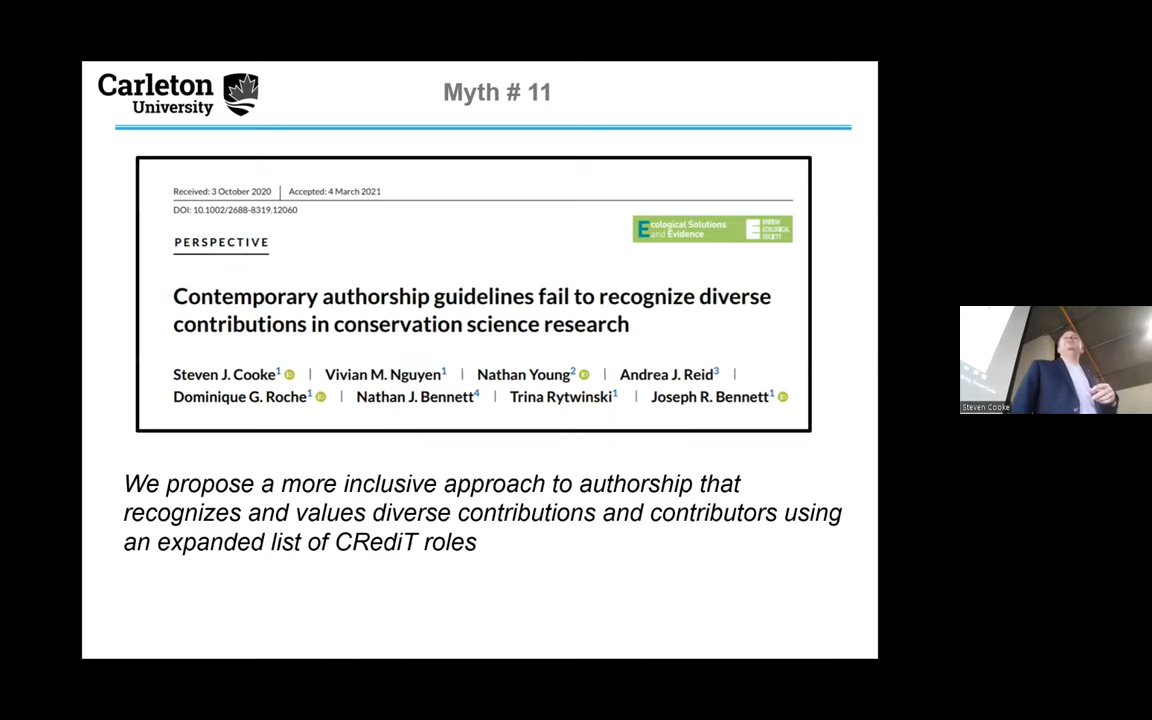 Carleton
University
Myth # 11
Received: 3 October 2020 | Accepted: 4 March 2021
DOI: 10.1002/2688-8319.12060
Ecological Solutions
and Evidence
BRITISH
ECOLOGICAL
SOCIETY
PERSPECTIVE
Contemporary authorship guidelines fail to recognize diverse
contributions in conservation science research
Steven J. Cooke1 | Vivian M. Nguyen1 | Nathan Young2 | Andrea J. Reid3 |
Dominique G. Roche1 | Nathan J. Bennett4 | Trina Rytwinski1 | Joseph R. Bennett1
We propose a more inclusive approach to authorship that
recognizes and values diverse contributions and contributors using
an expanded list of CRediT roles
Steven Cooke